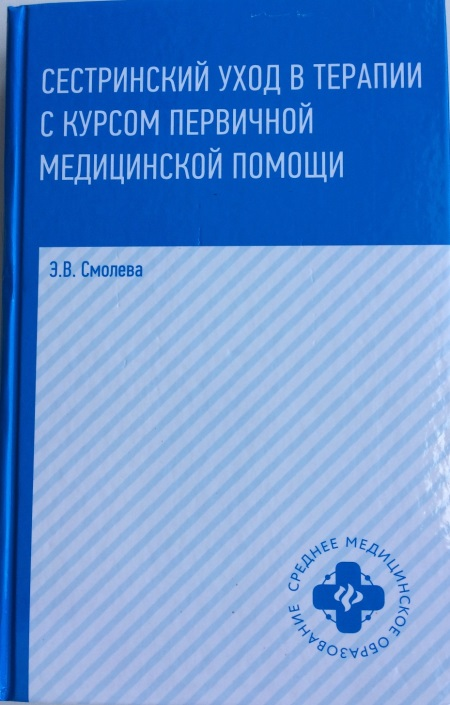 СЕСТРИНСКИЙ УХОД В ТЕРАПИИ
С КУРСОМ ПЕРВИЧНОЙ
МЕДИЦИНСКОЙ ПОМОЩИ
Э.В. Смолева
СРЕДНЕЕ МЕДИЦИНСКОЕ ОБРАЗОВАНИЕ